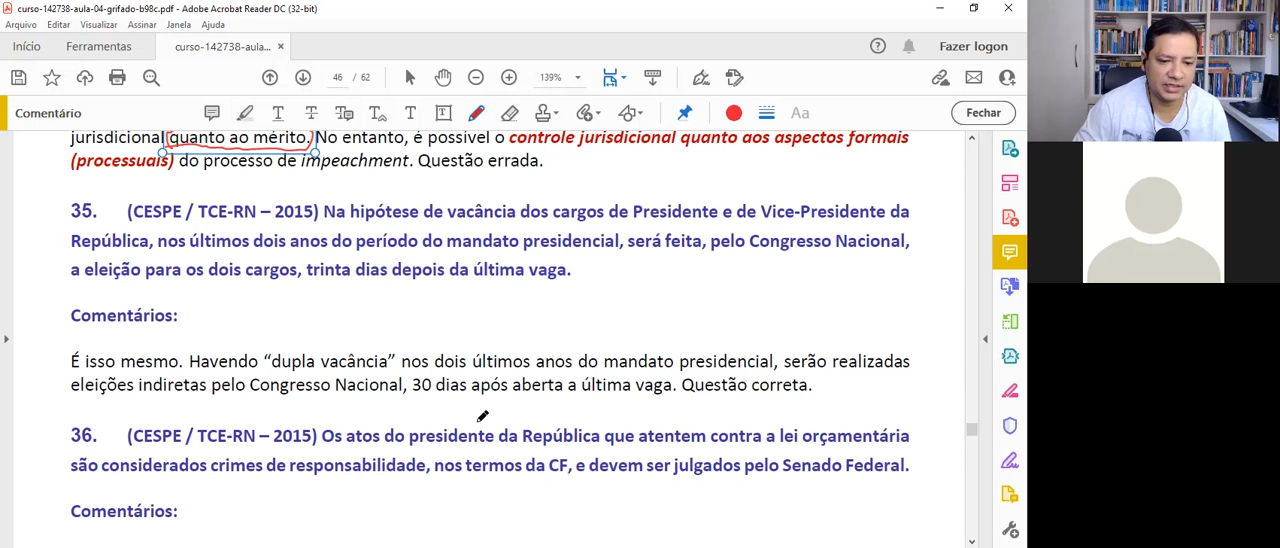 curso-142738-aula-04-grifado-b98c.pdf - Adobe Acrobat Reader DC (32-bit)
Arquivo Editar Visualizar Assinar Janela Ajuda
Início Ferramentas curso-142738-aula... × Fazer logon
46 / 62 139%
Comentário Aa Fechar
jurisdicional quanto ao mérito. No entanto, é possível o controle jurisdicional quanto aos aspectos formais
(processuais) do processo de impeachment. Questão errada.
35. (CESPE / TCE-RN – 2015) Na hipótese de vacância dos cargos de Presidente e de Vice-Presidente da
República, nos últimos dois anos do período do mandato presidencial, será feita, pelo Congresso Nacional,
a eleição para os dois cargos, trinta dias depois da última vaga.
Comentários:
É isso mesmo. Havendo “dupla vacância” nos dois últimos anos do mandato presidencial, serão realizadas
eleições indiretas pelo Congresso Nacional, 30 dias após aberta a última vaga. Questão correta.
36. (CESPE / TCE-RN – 2015) Os atos do presidente da República que atentem contra a lei orçamentária
são considerados crimes de responsabilidade, nos termos da CF, e devem ser julgados pelo Senado Federal.
Comentários: